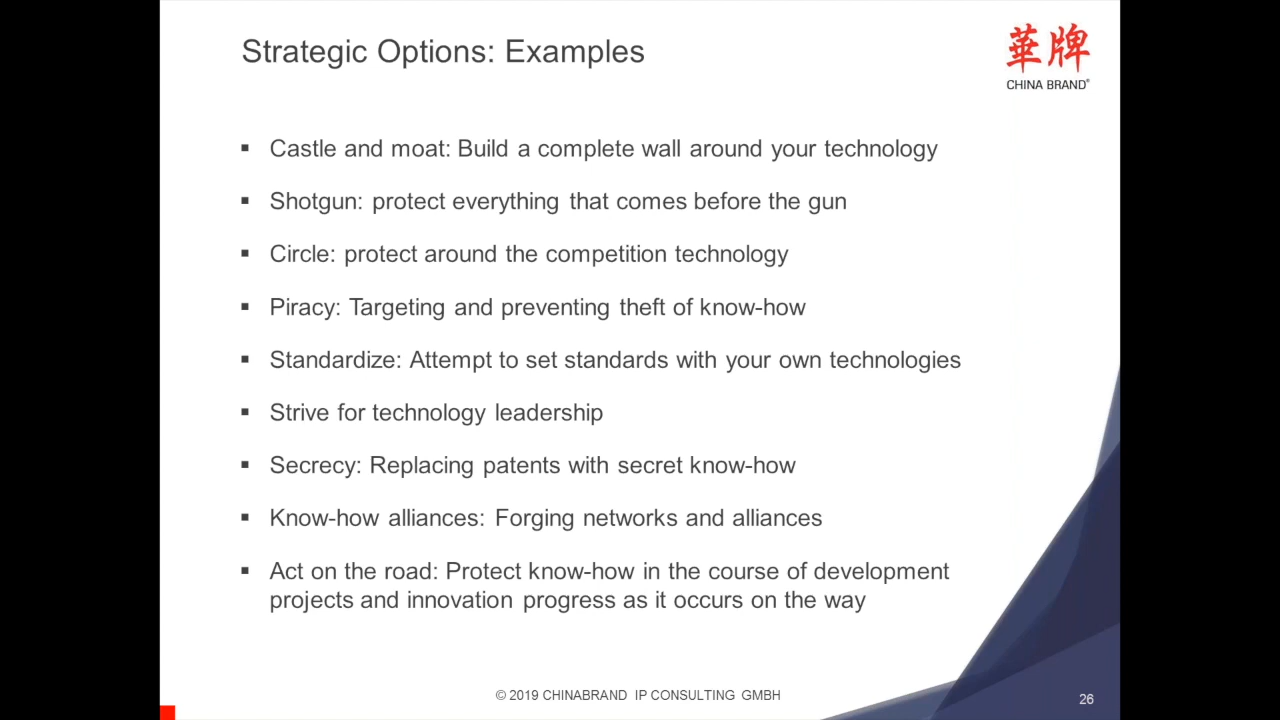 Strategic Options: Examples
華牌
CHINA BRAND®
▪ Castle and moat: Build a complete wall around your technology
▪ Shotgun: protect everything that comes before the gun
▪ Circle: protect around the competition technology
▪ Piracy: Targeting and preventing theft of know-how
▪ Standardize: Attempt to set standards with your own technologies
▪ Strive for technology leadership
▪ Secrecy: Replacing patents with secret know-how
▪ Know-how alliances: Forging networks and alliances
▪ Act on the road: Protect know-how in the course of development
projects and innovation progress as it occurs on the way
© 2019 CHINABRAND IP CONSULTING GMBH
26